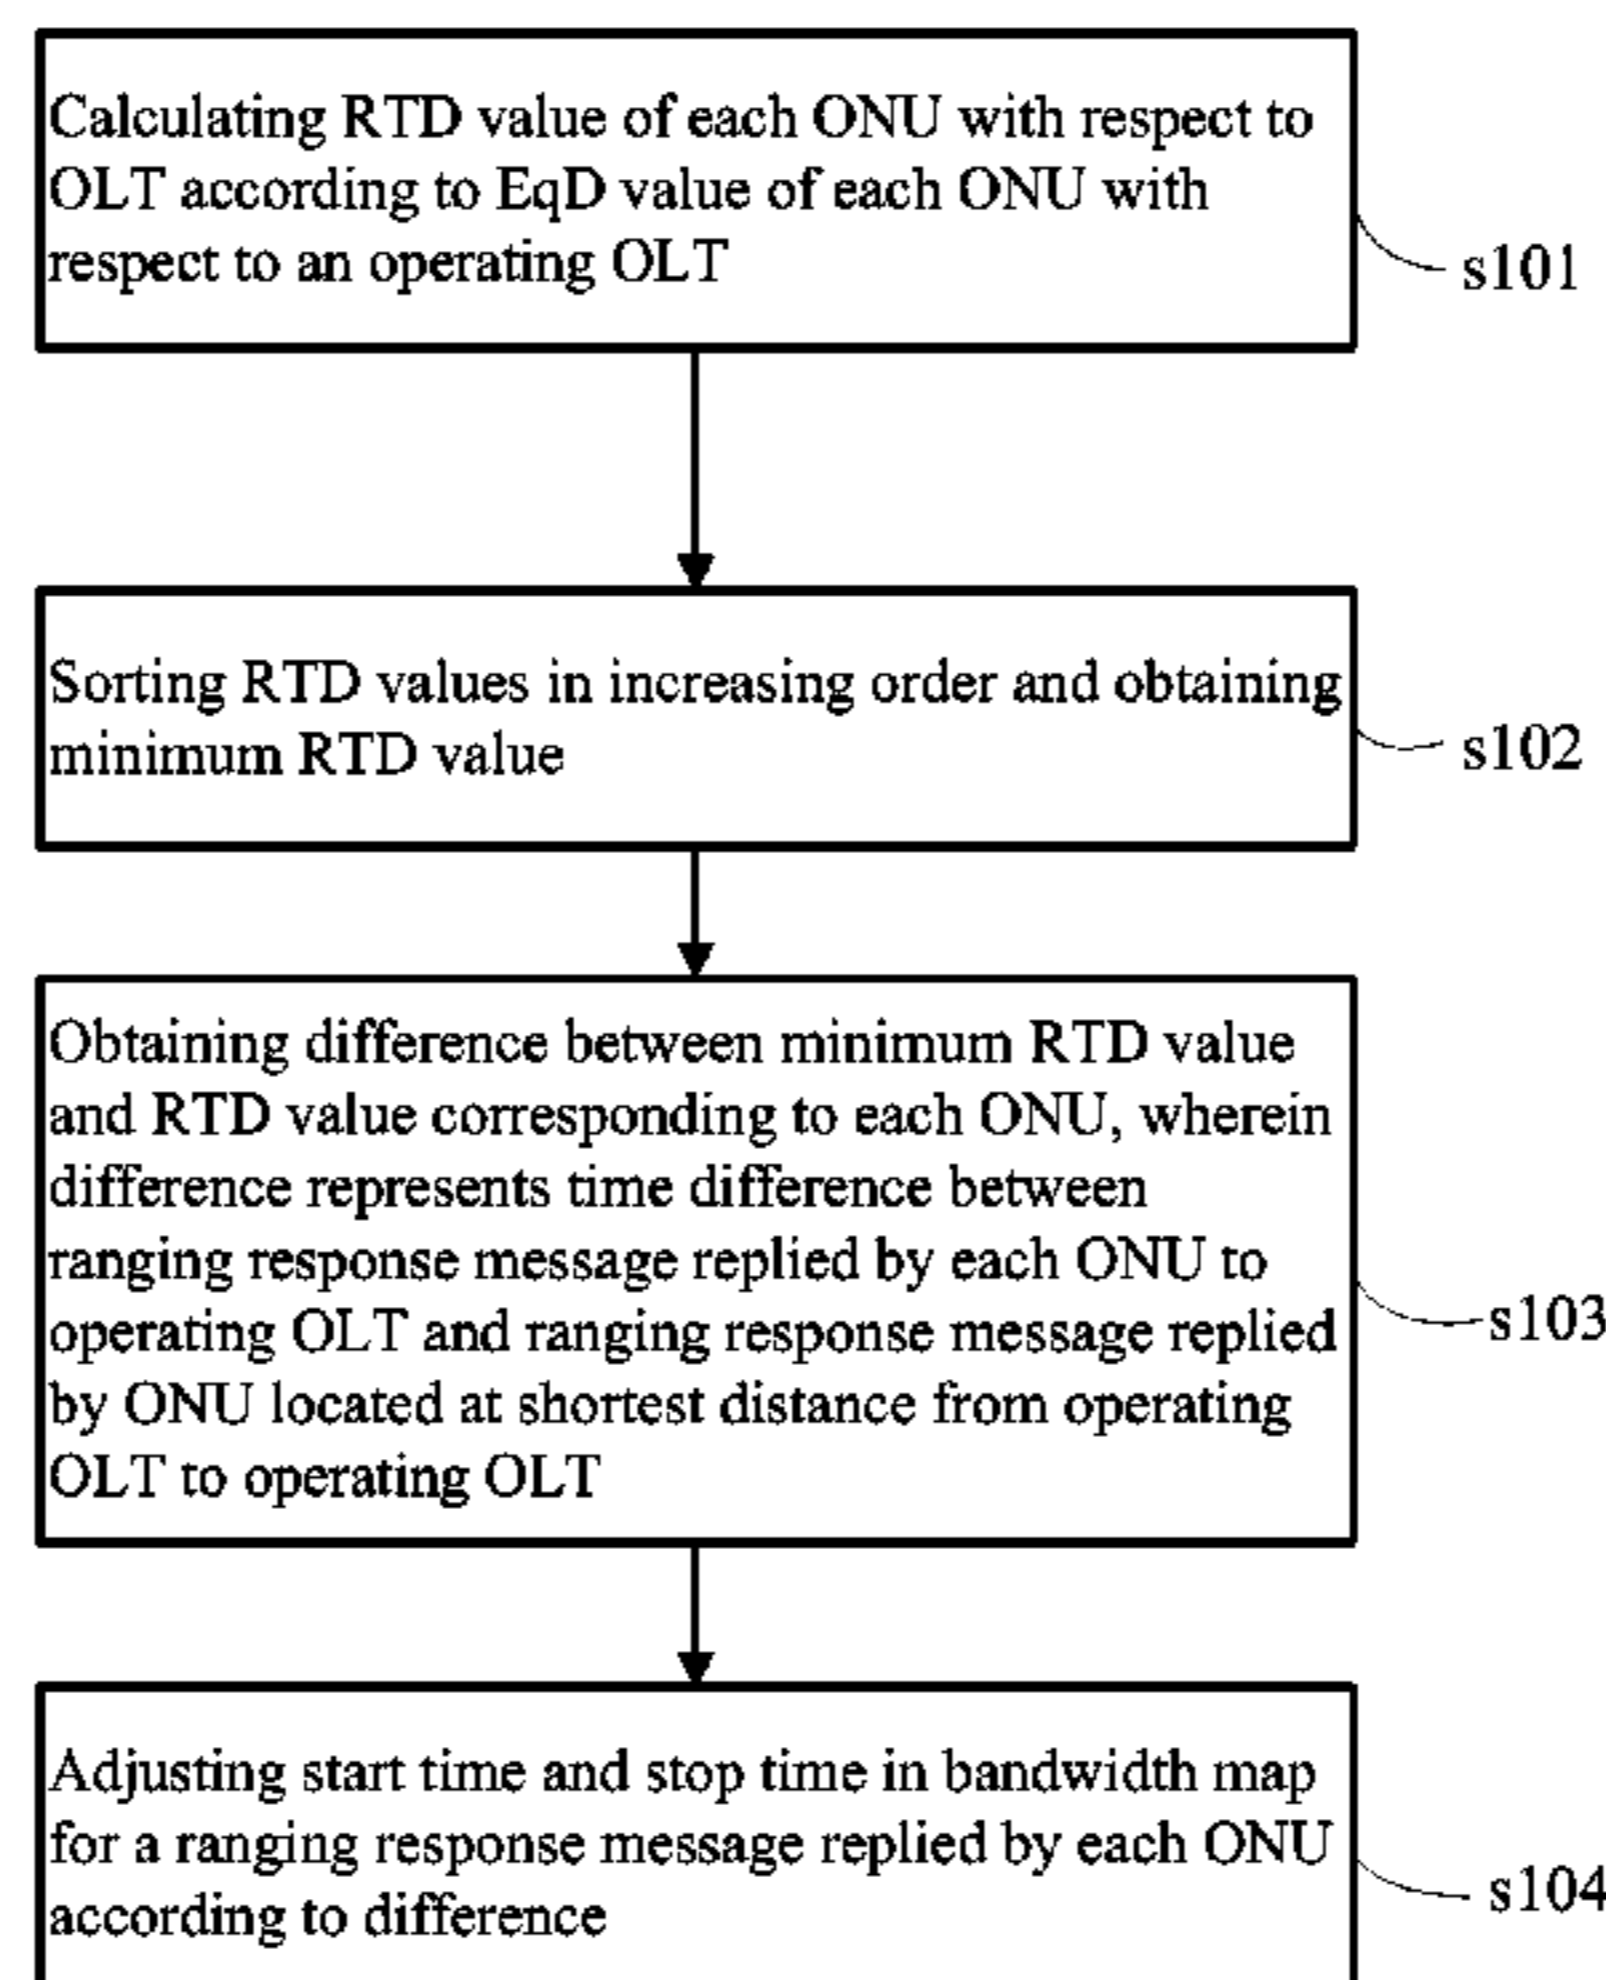 Calculating RTD value of each ONU with respect to
OLT according to EqD value of each ONU with
respect to an operating OLT
s101
Sorting RTD values in increasing order and obtaining
minimum RTD value
s102
Obtaining difference between minimum RTD value
and RTD value corresponding to each ONU, wherein
difference represents time difference between
ranging response message replied by each ONU to
operating OLT and ranging response message replied
by ONU located at shortest distance from operating
OLT to operating OLT
s103
Adjusting start time and stop time in bandwidth map
for a ranging response message replied by each ONU
according to difference
s104